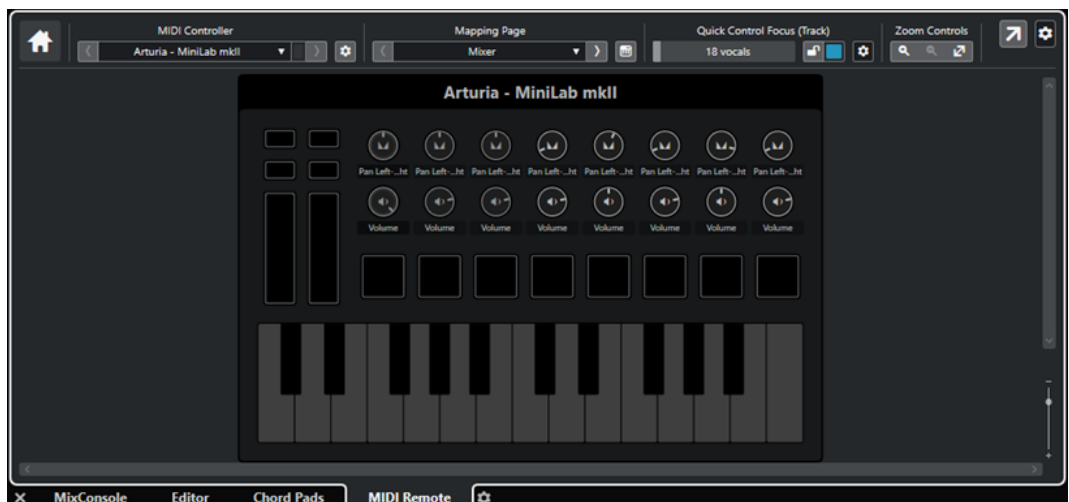 MIDI Controller
Mapping Page
Quick Control Focus (Track)
Zoom Controls
Arturia - MiniLab mkII
Mixer
18 vocals
Arturia - MiniLab mkII
Pan Left-...ht Pan Left-...ht Pan Left-...ht Pan Left-...ht Pan Left-...ht Pan Left-...ht Pan Left-...ht Pan Left-...ht
Volume Volume Volume Volume Volume Volume Volume Volume
MixConsole Editor Chord Pads MIDI Remote